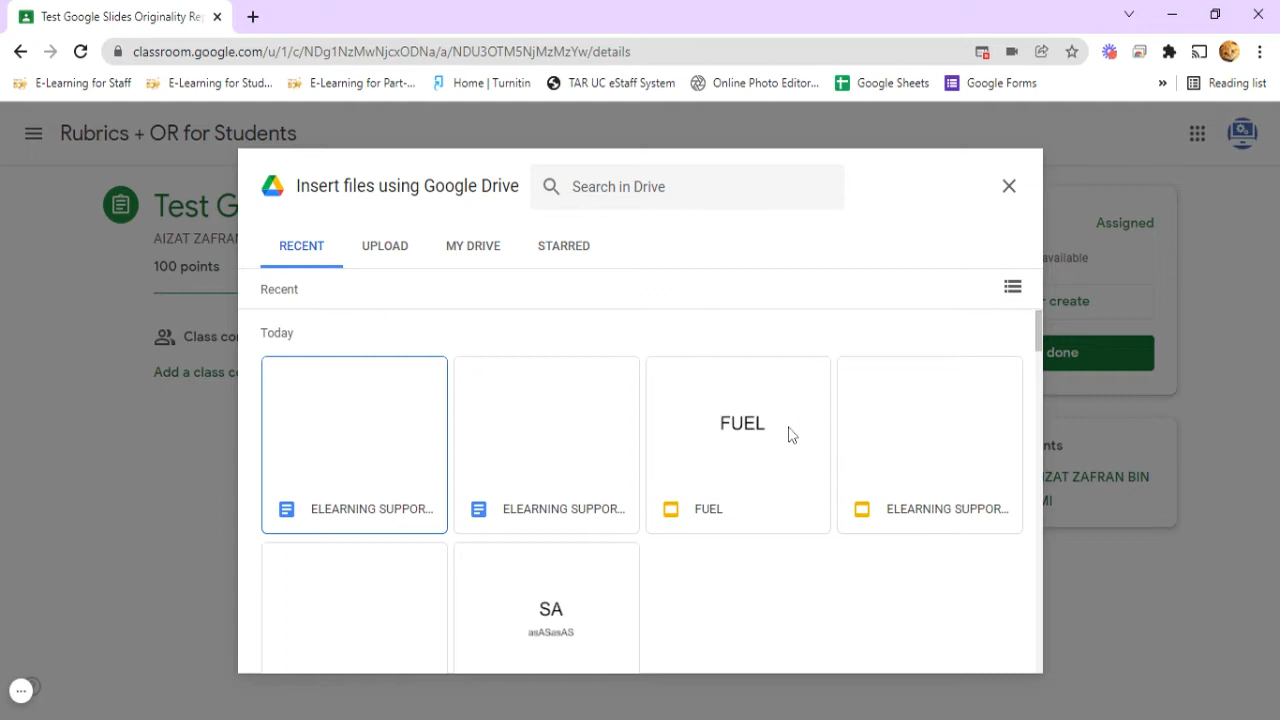 Test Google Slides Originality Re
classroom.google.com/u/1/c/NDg1NzMwNjcxODNa/a/NDU3OTM5NjMzMzYw/details
E-Learning for Staff
E-Learning for Stud...
E-Learning for Part-...
Home | Turnitin
TAR UC eStaff System
Online Photo Editor...
Google Sheets
Google Forms
»
Reading list
Rubrics + OR for Students
Insert files using Google Drive
Search in Drive
Test G
Assigned
AIZAT ZAFRAN
RECENT
UPLOAD
MY DRIVE
STARRED
available
100 points
Recent
r create
Today
Class co
done
Add a class c
FUEL
nts
IZAT ZAFRAN BIN
MI
ELEARNING SUPPOR...
ELEARNING SUPPOR...
FUEL
ELEARNING SUPPOR...
SA
asASasAS